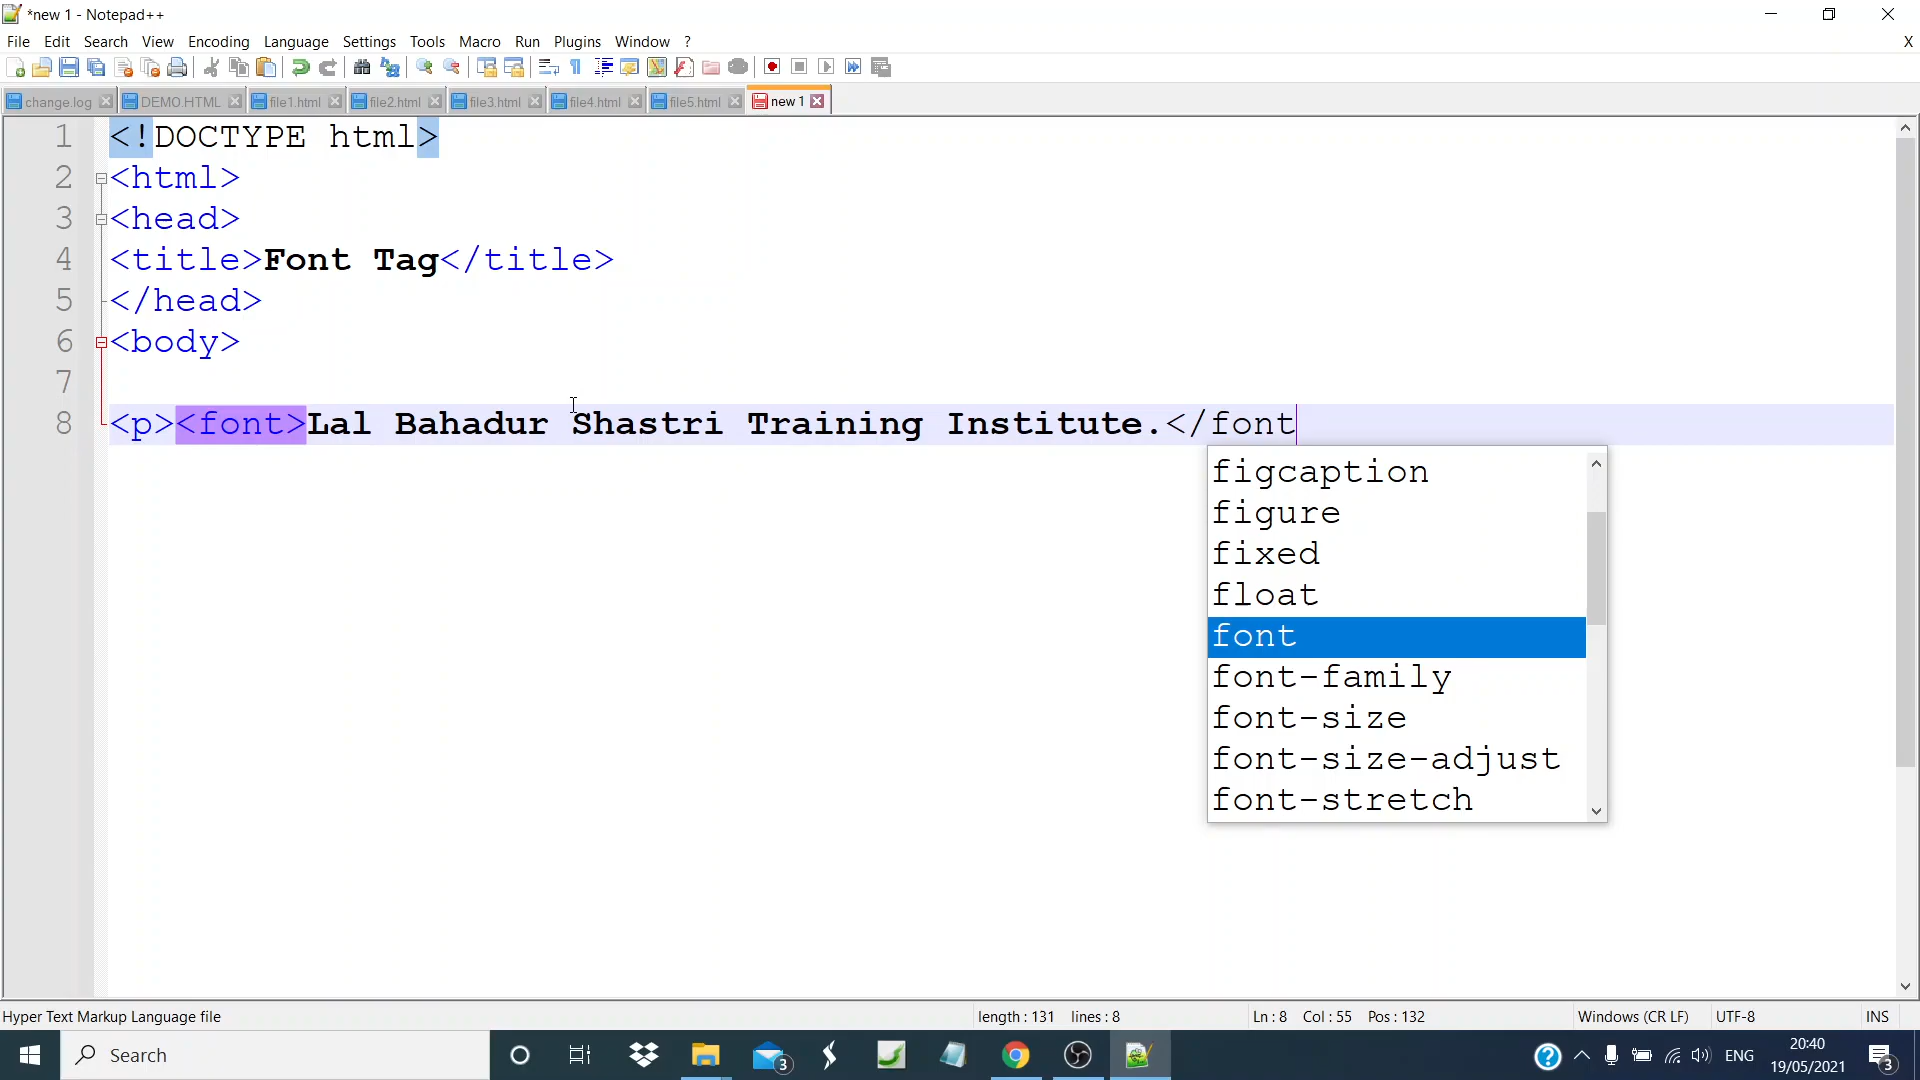 *new 1 - Notepad++
File Edit Search View Encoding Language Settings Tools Macro Run Plugins Window ? X
change.log DEMO.HTML file1.html file2.html file3.html file4.html file5.html new 1
1 <!DOCTYPE html>
2 <html>
3 <head>
4 <title>Font Tag</title>
5 </head>
6 <body>
7
8 <p><font>Lal Bahadur Shastri Training Institute.</font
figcaption
figure
fixed
float
font
font-family
font-size
font-size-adjust
font-stretch
Hyper Text Markup Language file length : 131 lines : 8 Ln : 8 Col : 55 Pos : 132 Windows (CR LF) UTF-8 INS
Search 3 ENG 20:40 3
19/05/2021